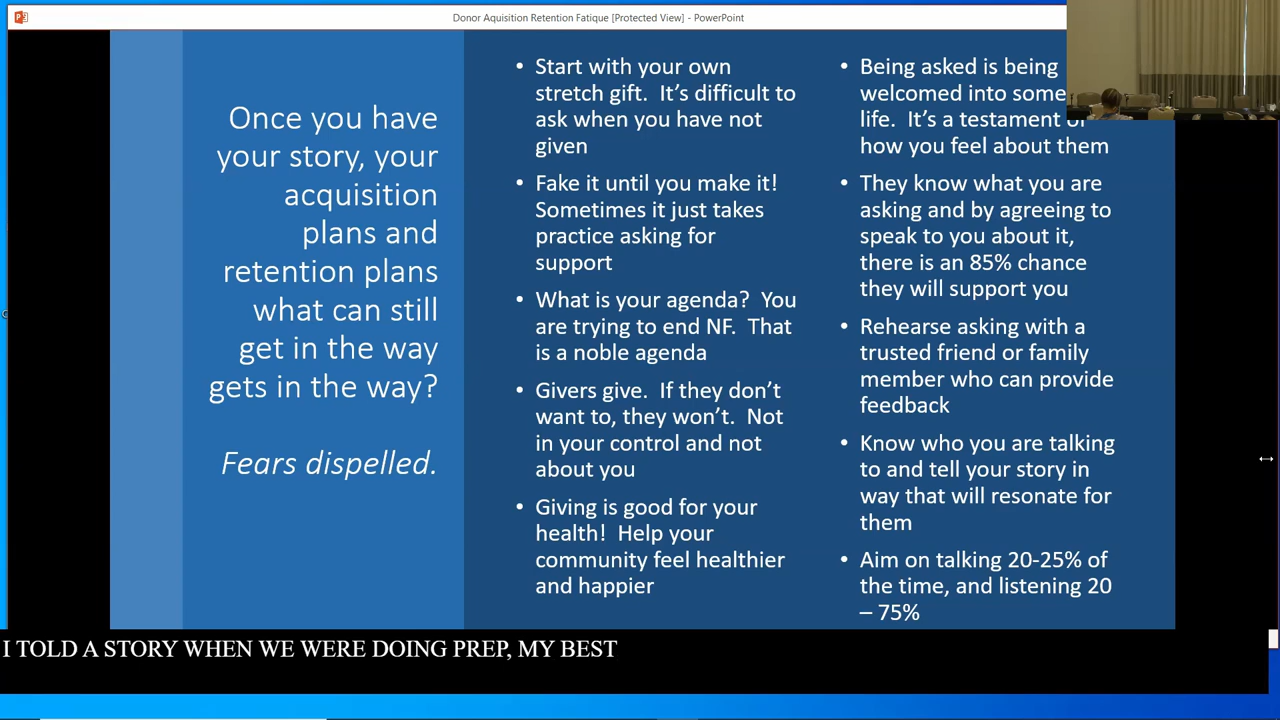 Donor Aquisition Retention Fatique [Protected View] - PowerPoint
Once you have
your story, your
acquisition
plans and
retention plans
what can still
get in the way
gets in the way?
Fears dispelled.
• Start with your own
stretch gift. It's difficult to
ask when you have not
given
• Fake it until you make it!
Sometimes it just takes
practice asking for
support
• What is your agenda? You
are trying to end NF. That
is a noble agenda
• Givers give. If they don't
want to, they won't. Not
in your control and not
about you
• Giving is good for your
health! Help your
community feel healthier
and happier
• Being asked is being
welcomed into some
life. It's a testament of
how you feel about them
• They know what you are
asking and by agreeing to
speak to you about it,
there is an 85% chance
they will support you
• Rehearse asking with a
trusted friend or family
member who can provide
feedback
• Know who you are talking
to and tell your story in
way that will resonate for
them
• Aim on talking 20-25% of
the time, and listening 20
– 75%
I TOLD A STORY WHEN WE WERE DOING PREP, MY BEST